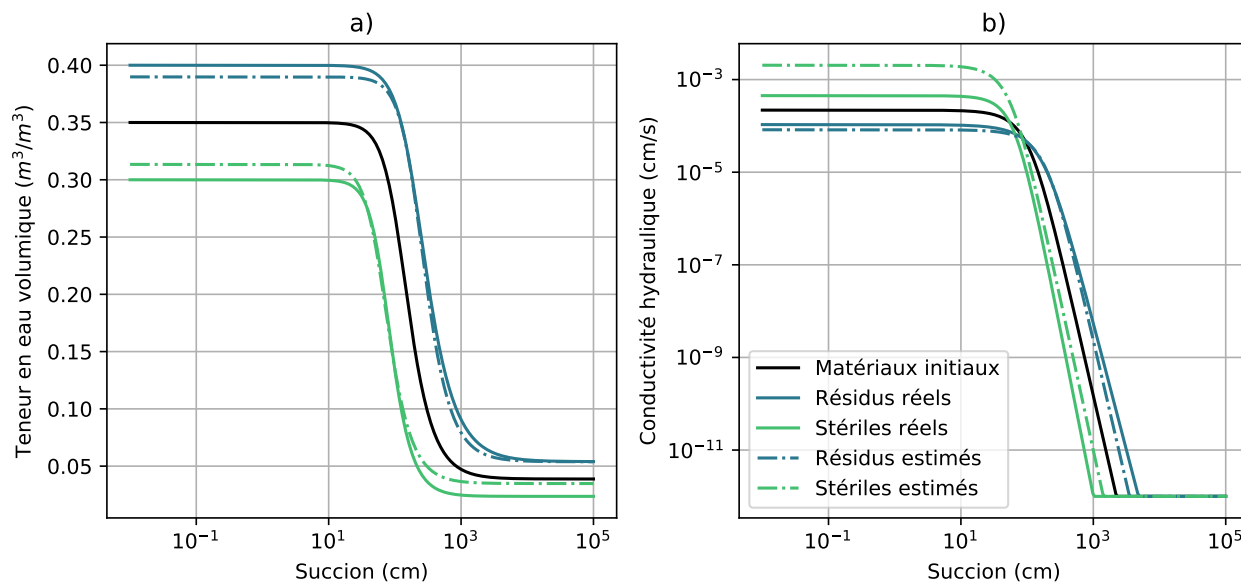 a)
0.40
0.35
0.30
0.25
0.20
0.15
0.10
0.05
Teneur en eau volumique (m³/m³)
10⁻¹ 10¹ 10³ 10⁵
Succion (cm)
b)
10⁻³
10⁻⁵
10⁻⁷
10⁻⁹
10⁻¹¹
Conductivité hydraulique (cm/s)
Matériaux initiaux
Résidus réels
Stériles réels
Résidus estimés
Stériles estimés
10⁻¹ 10¹ 10³ 10⁵
Succion (cm)